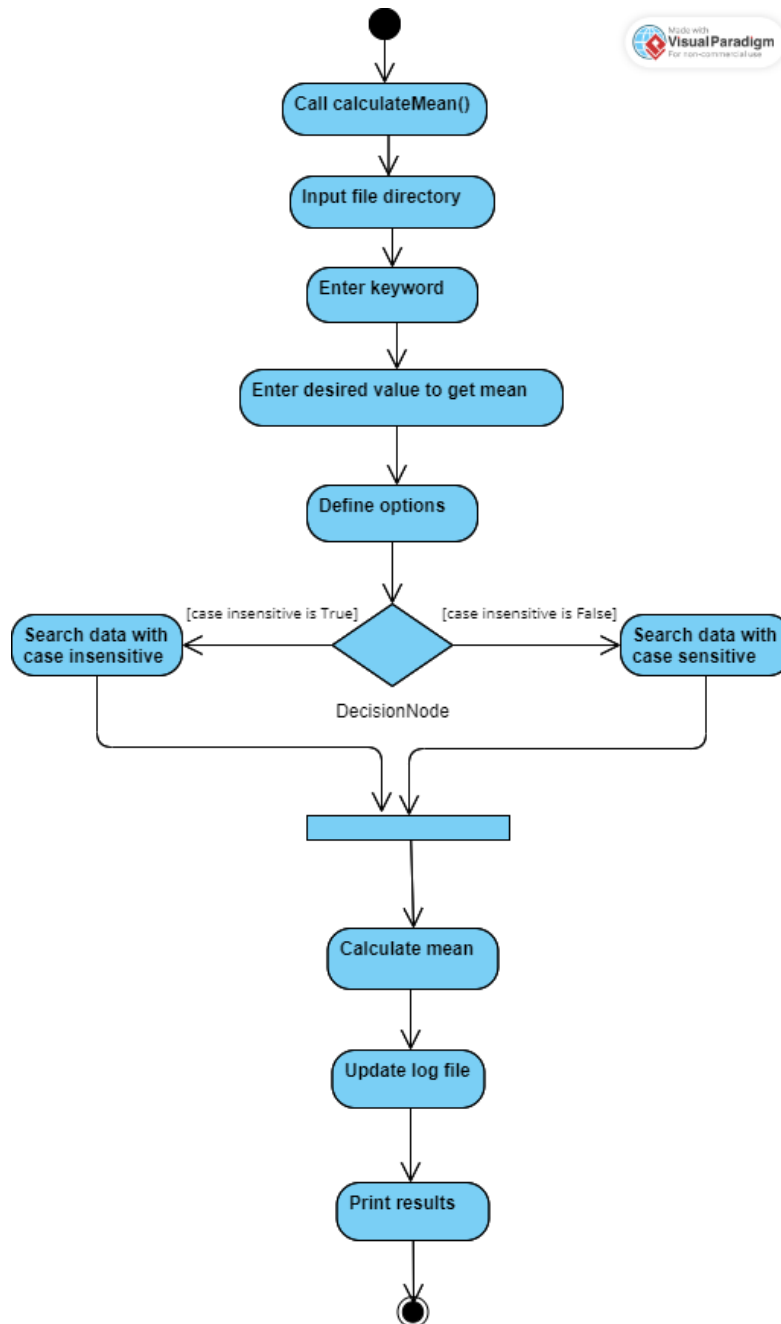 Made with
VisualParadigm
For non-commercial use
Call calculateMean()
Input file directory
Enter keyword
Enter desired value to get mean
Define options
[case insensitive is True]
[case insensitive is False]
Search data with
case insensitive
Search data with
case sensitive
DecisionNode
Calculate mean
Update log file
Print results